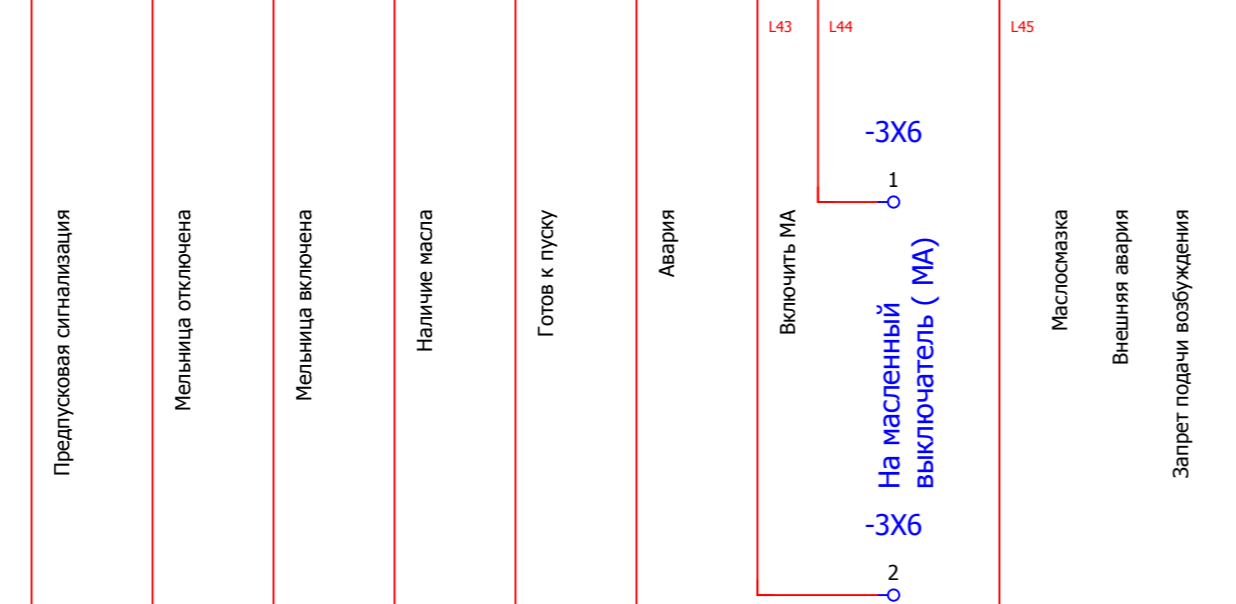 L43
L44
L45
-3X6
1
Предпусковая сигнализация
Мельница отключена
Мельница включена
Наличие масла
Готов к пуску
Авария
Включить МА
На масленный
выключатель ( МА)
Маслосмазка
Внешняя авария
Запрет подачи возбуждения
-3X6
2